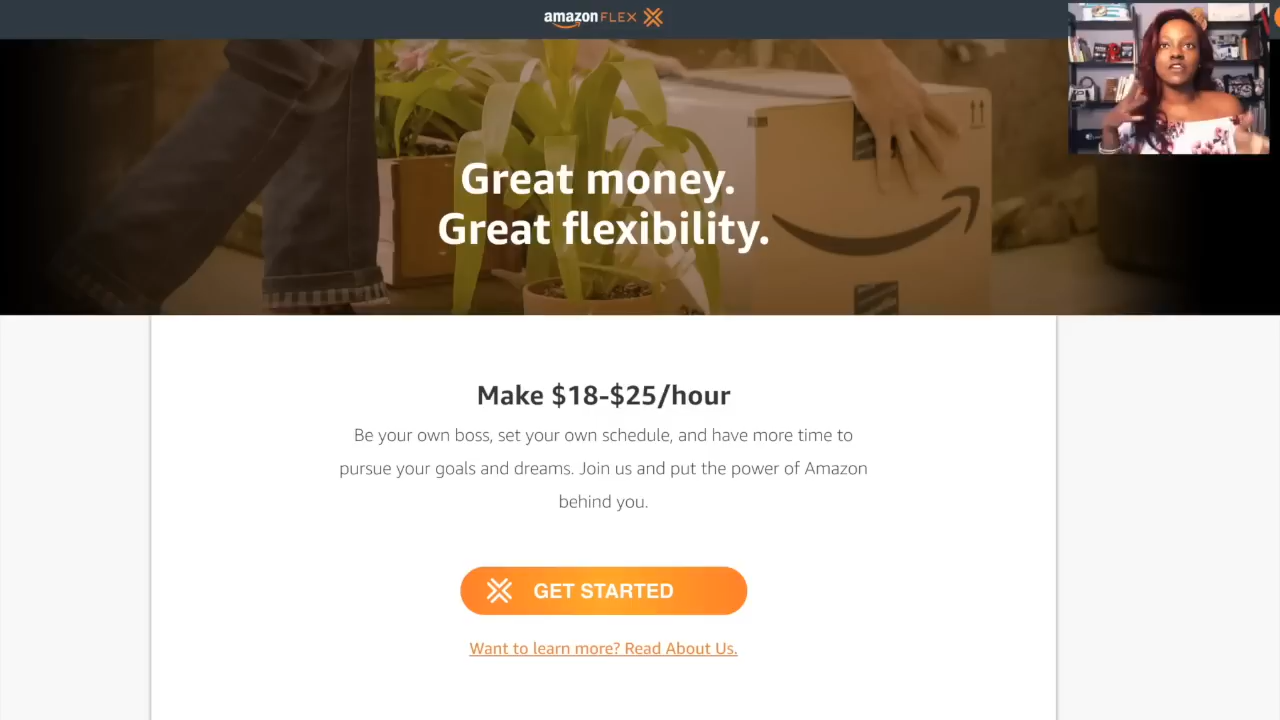 amazon FLEX
Great money.
Great flexibility.
Make $18-$25/hour
Be your own boss, set your own schedule, and have more time to
pursue your goals and dreams. Join us and put the power of Amazon
behind you.
GET STARTED
Want to learn more? Read About Us.